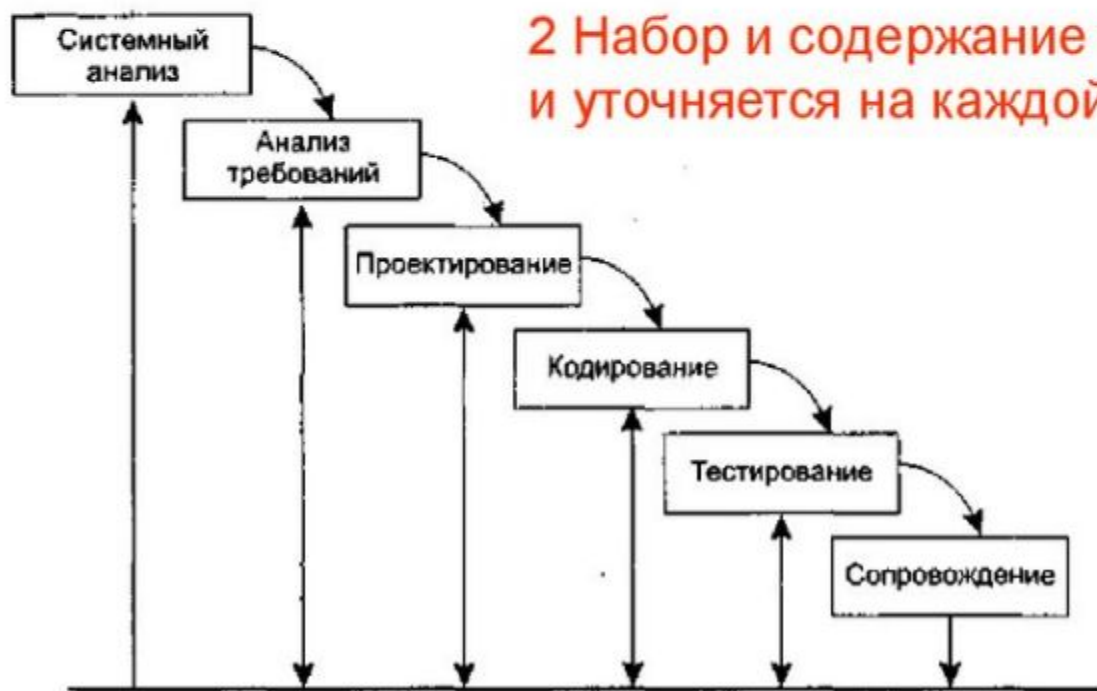 2 Набор и содержание
и уточняется на каждой
Системный
анализ
Анализ
требований
Проектирование
Кодирование
Тестирование
Сопровождение